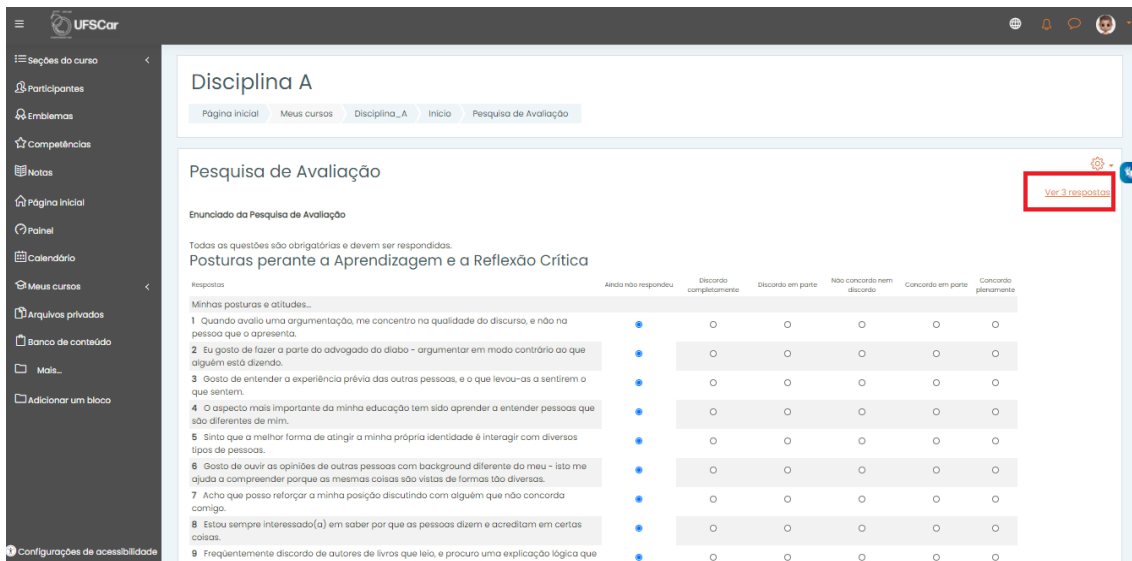 UFSCar
Seções do curso
Participantes
Emblemas
Competências
Notas
Página inicial
Painel
Calendário
Meus cursos
Arquivos privados
Banco de conteúdo
Mais...
Adicionar um bloco
Configurações de acessibilidade
Disciplina A
Página inicial Meus cursos Disciplina_A Início Pesquisa de Avaliação
Pesquisa de Avaliação
Ver 3 respostas
Enunciado da Pesquisa de Avaliação
Todas as questões são obrigatórias e devem ser respondidas.
Posturas perante a Aprendizagem e a Reflexão Crítica
Respostas Ainda não respondeu Discordo completamente Discordo em parte Não concordo nem discordo Concordo em parte Concordo plenamente
Minhas posturas e atitudes...
1 Quando avalio uma argumentação, me concentro na qualidade do discurso, e não na
pessoa que o apresenta.
2 Eu gosto de fazer a parte do advogado do diabo - argumentar em modo contrário ao que
alguém está dizendo.
3 Gosto de entender a experiência prévia das outras pessoas, e o que levou-as a sentirem o
que sentem.
4 O aspecto mais importante da minha educação tem sido aprender a entender pessoas que
são diferentes de mim.
5 Sinto que a melhor forma de atingir a minha própria identidade é interagir com diversos
tipos de pessoas.
6 Gosto de ouvir as opiniões de outras pessoas com background diferente do meu - isto me
ajuda a compreender porque as mesmas coisas são vistas de formas tão diversas.
7 Acho que posso reforçar a minha posição discutindo com alguém que não concorda
comigo.
8 Estou sempre interessado(a) em saber por que as pessoas dizem e acreditam em certas
coisas.
9 Freqüentemente discordo de autores de livros que leio, e procuro uma explicação lógica que